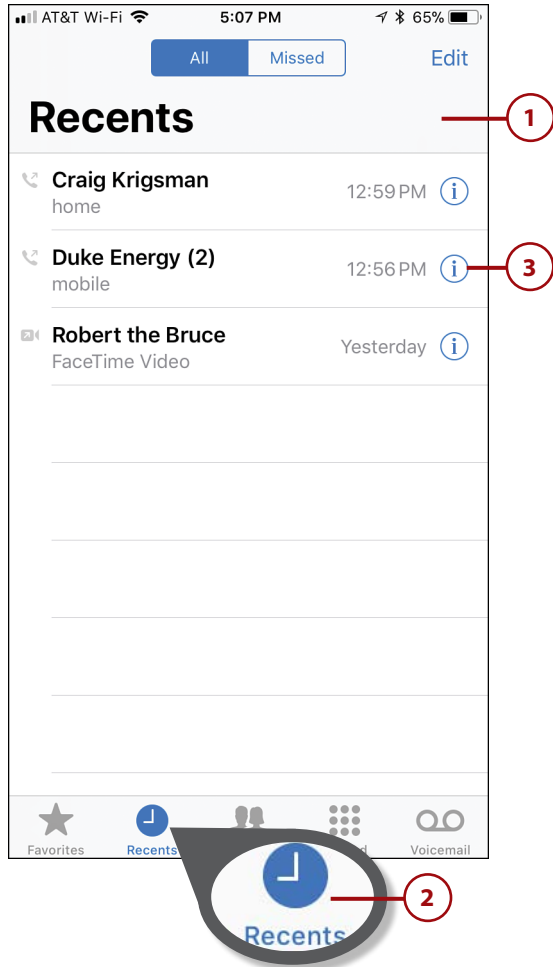 AT&T Wi-Fi 5:07 PM 65%
All Missed Edit
Recents
1
Craig Krigsman
home
12:59 PM
i
Duke Energy (2)
mobile
12:56 PM
i
3
Robert the Bruce
FaceTime Video
Yesterday
i
Favorites Recents Voicemail
Recents
2